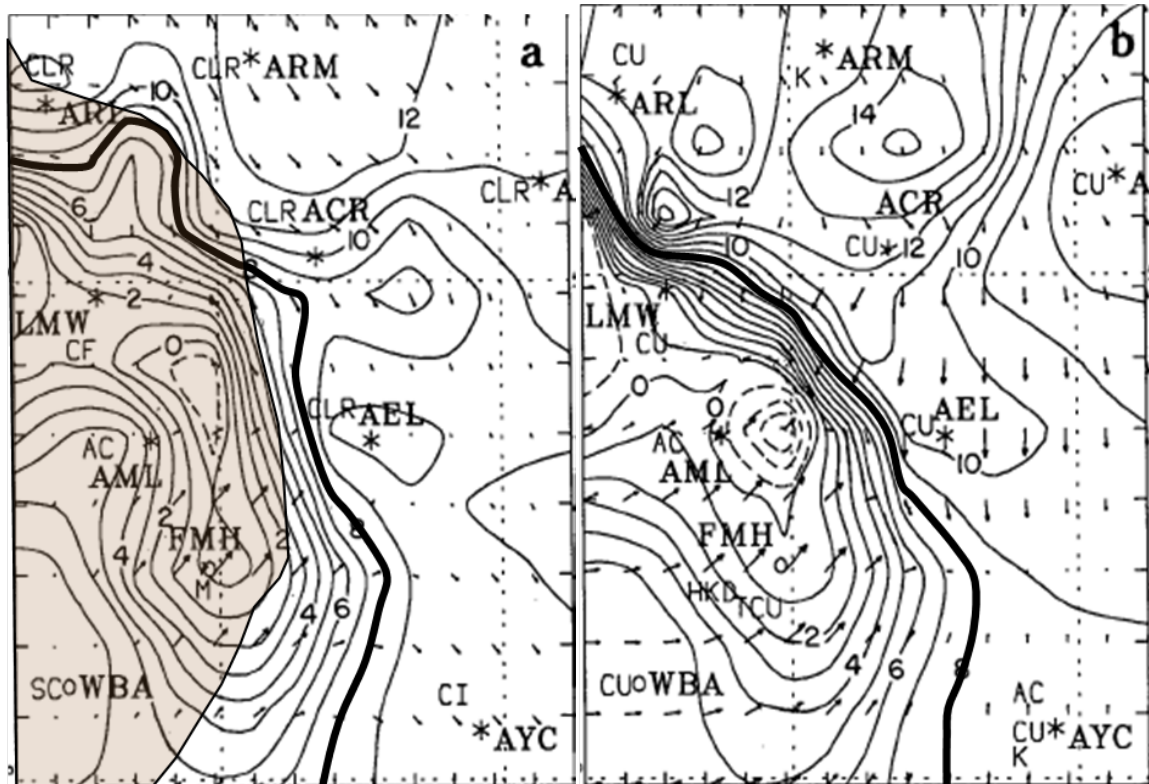 a
CLR
CLR*ARM
10
12
CLR*A
6
CLR ACR
10
4
2
LMW
CF
0
CLR AEL
AC
AML
2
FMH
8
2
4
M
4
6
SC WBA
CI
*AYC
b
CU
*ARM
K
*ARL
14
CU*A
12
ACR
CU*12
10
10
LMW
CU
0
0
CU AEL
AC
AML
10
FMH
0
HKD
TCU
2
4
6
8
CU WBA
AC
CU*AYC
K